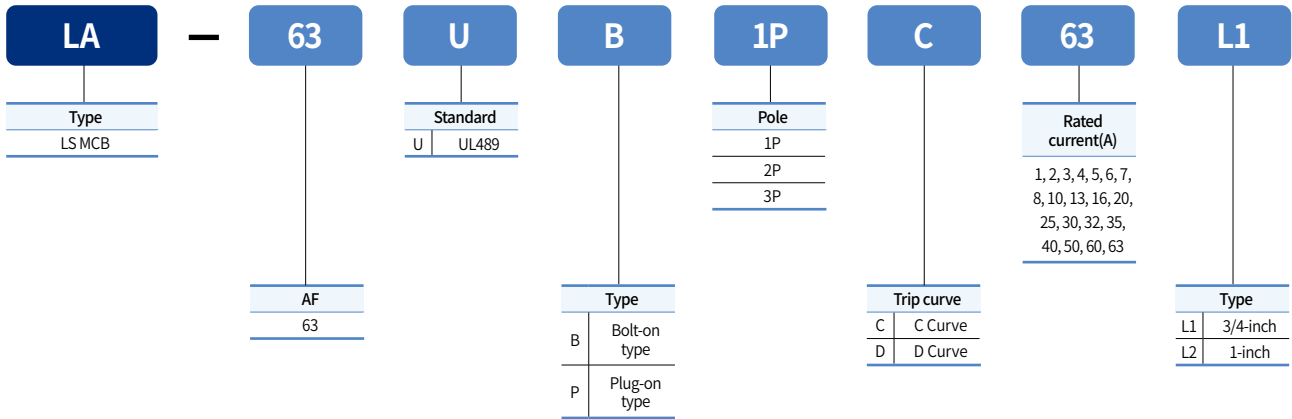 LA — 63 U B 1P C 63 L1
Type
LS MCB
Standard
U UL489
Pole
1P
2P
3P
Rated
current(A)
1, 2, 3, 4, 5, 6, 7,
8, 10, 13, 16, 20,
25, 30, 32, 35,
40, 50, 60, 63
AF
63
Type
B Bolt-on
type
P Plug-on
type
Trip curve
C C Curve
D D Curve
Type
L1 3/4-inch
L2 1-inch